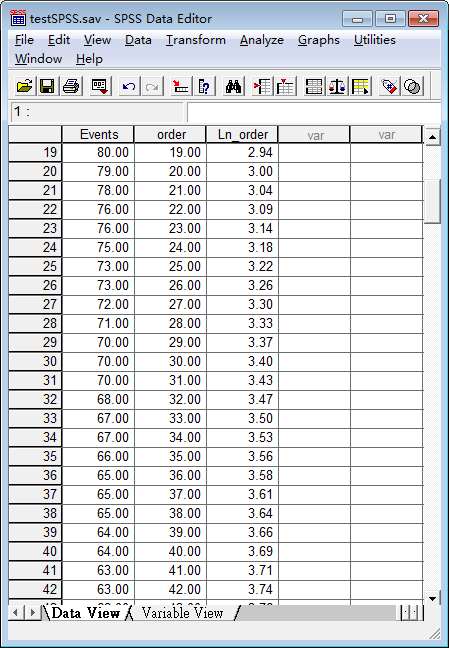 SPSS
testSPSS.sav - SPSS Data Editor
File Edit View Data Transform Analyze Graphs Utilities
Window Help
1 :
Events order Ln_order var var
19 80.00 19.00 2.94
20 79.00 20.00 3.00
21 78.00 21.00 3.04
22 76.00 22.00 3.09
23 76.00 23.00 3.14
24 75.00 24.00 3.18
25 73.00 25.00 3.22
26 73.00 26.00 3.26
27 72.00 27.00 3.30
28 71.00 28.00 3.33
29 70.00 29.00 3.37
30 70.00 30.00 3.40
31 70.00 31.00 3.43
32 68.00 32.00 3.47
33 67.00 33.00 3.50
34 67.00 34.00 3.53
35 66.00 35.00 3.56
36 65.00 36.00 3.58
37 65.00 37.00 3.61
38 65.00 38.00 3.64
39 64.00 39.00 3.66
40 64.00 40.00 3.69
41 63.00 41.00 3.71
42 63.00 42.00 3.74
Data View Variable View